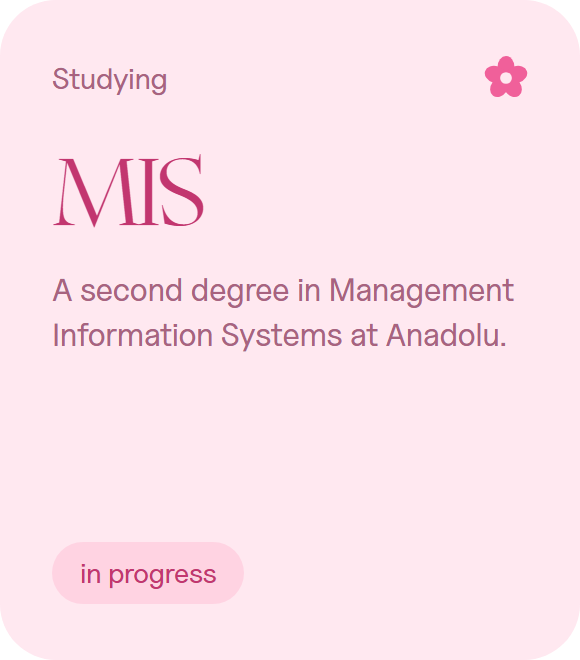 Studying
MIS
A second degree in Management
Information Systems at Anadolu.
in progress